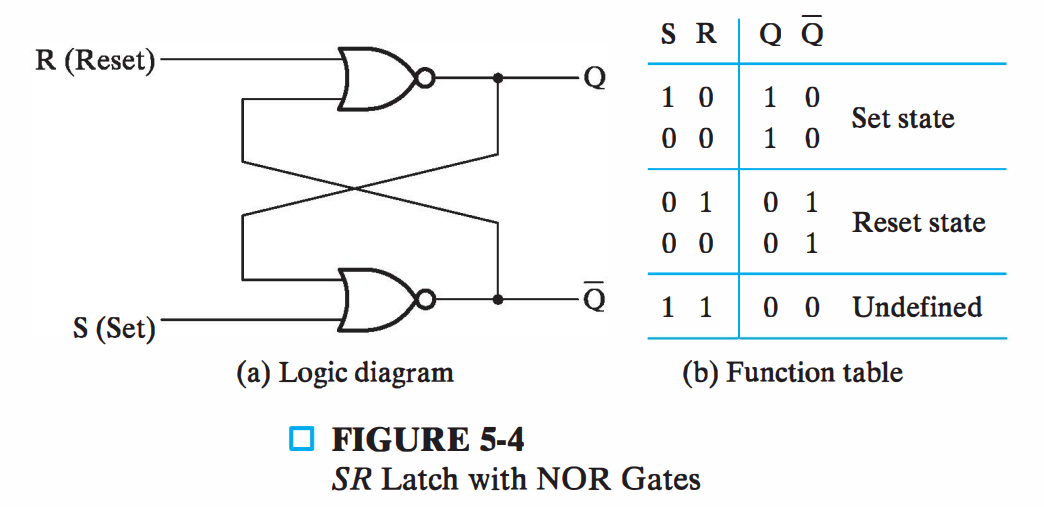 R (Reset)
Q
Q̅
S (Set)
(a) Logic diagram
S R Q Q̅
1 0 1 0
0 0 1 0
Set state
0 1 0 1
0 0 0 1
Reset state
1 1 0 0 Undefined
(b) Function table
FIGURE 5-4
SR Latch with NOR Gates